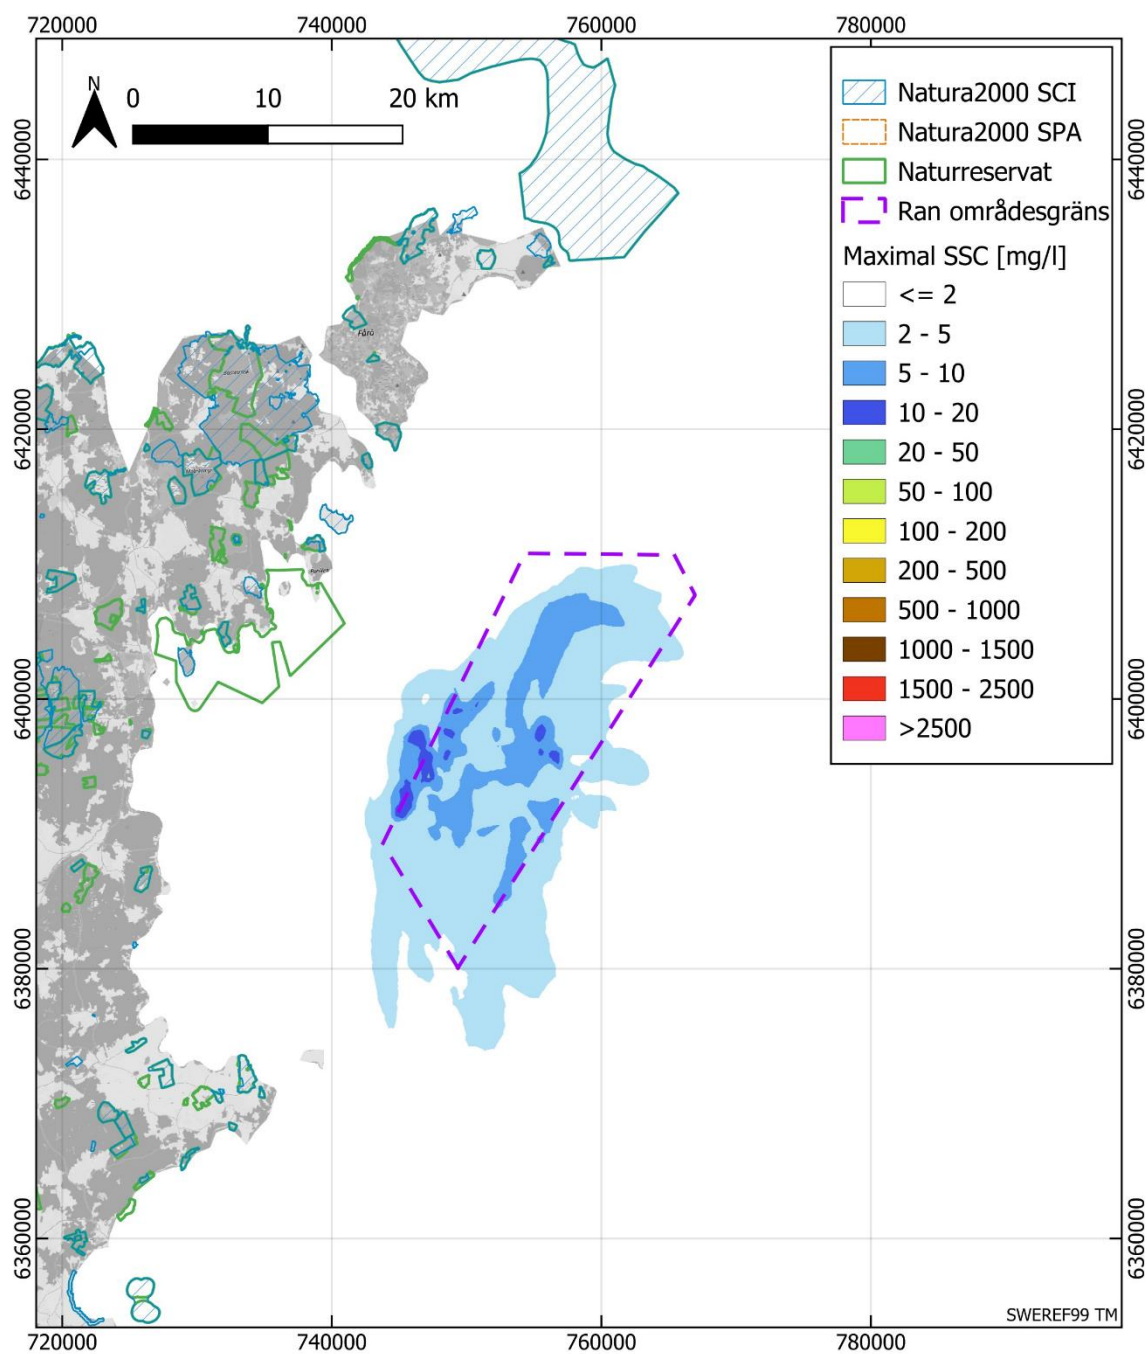 720000 740000 760000 780000
N
0 10 20 km
Natura2000 SCI
Natura2000 SPA
Naturreservat
Ran områdesgräns
Maximal SSC [mg/l]
<= 2
2 - 5
5 - 10
10 - 20
20 - 50
50 - 100
100 - 200
200 - 500
500 - 1000
1000 - 1500
1500 - 2500
>2500
6440000 6440000
Fårö
6420000 6420000
6400000 6400000
6380000 6380000
6360000 6360000
SWEREF99 TM
720000 740000 760000 780000